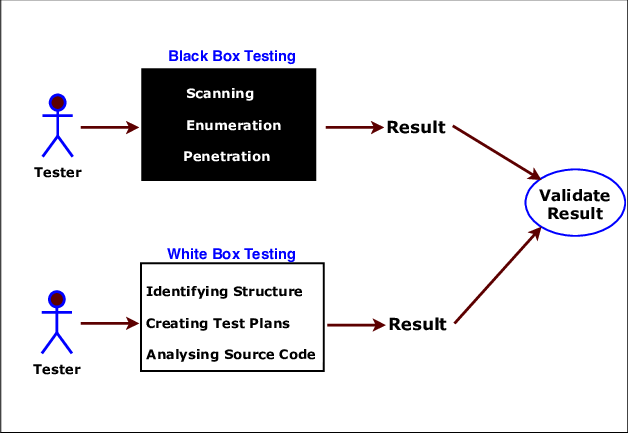 Black Box Testing
Scanning
Enumeration
Penetration
Tester
Result
Validate
Result
White Box Testing
Identifying Structure
Creating Test Plans
Analysing Source Code
Tester
Result